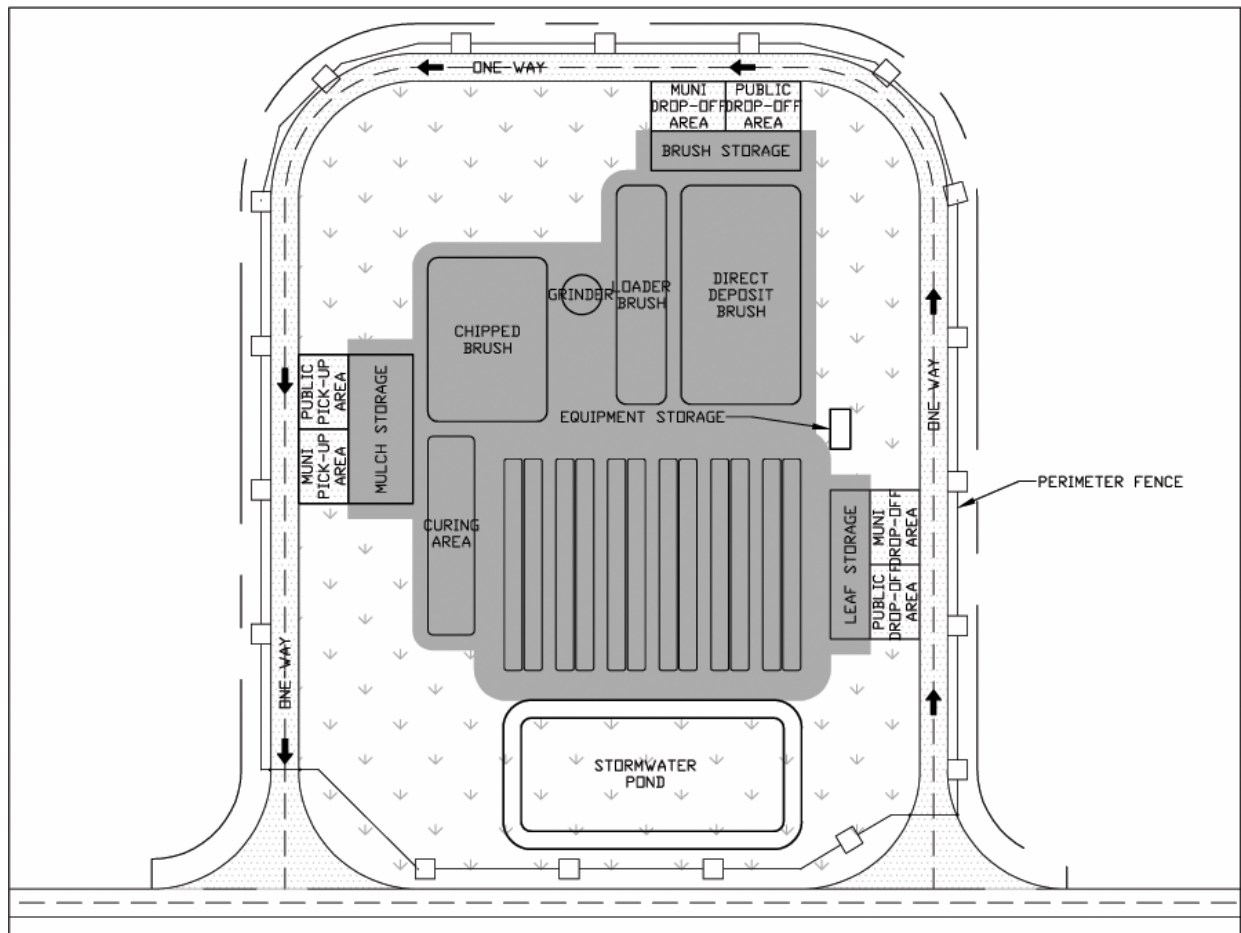 ONE-WAY
MUNI
DROP-OFF
AREA
PUBLIC
DROP-OFF
AREA
BRUSH STORAGE
GRINDER
LOADER
BRUSH
DIRECT
DEPOSIT
BRUSH
CHIPPED
BRUSH
PUBLIC
PICK-UP
AREA
MUNI
PICK-UP
AREA
MULCH STORAGE
EQUIPMENT STORAGE
ONE-WAY
PERIMETER FENCE
CURING
AREA
LEAF STORAGE
MUNI
DROP-OFF
AREA
PUBLIC
DROP-OFF
AREA
ONE-WAY
STORMWATER
POND